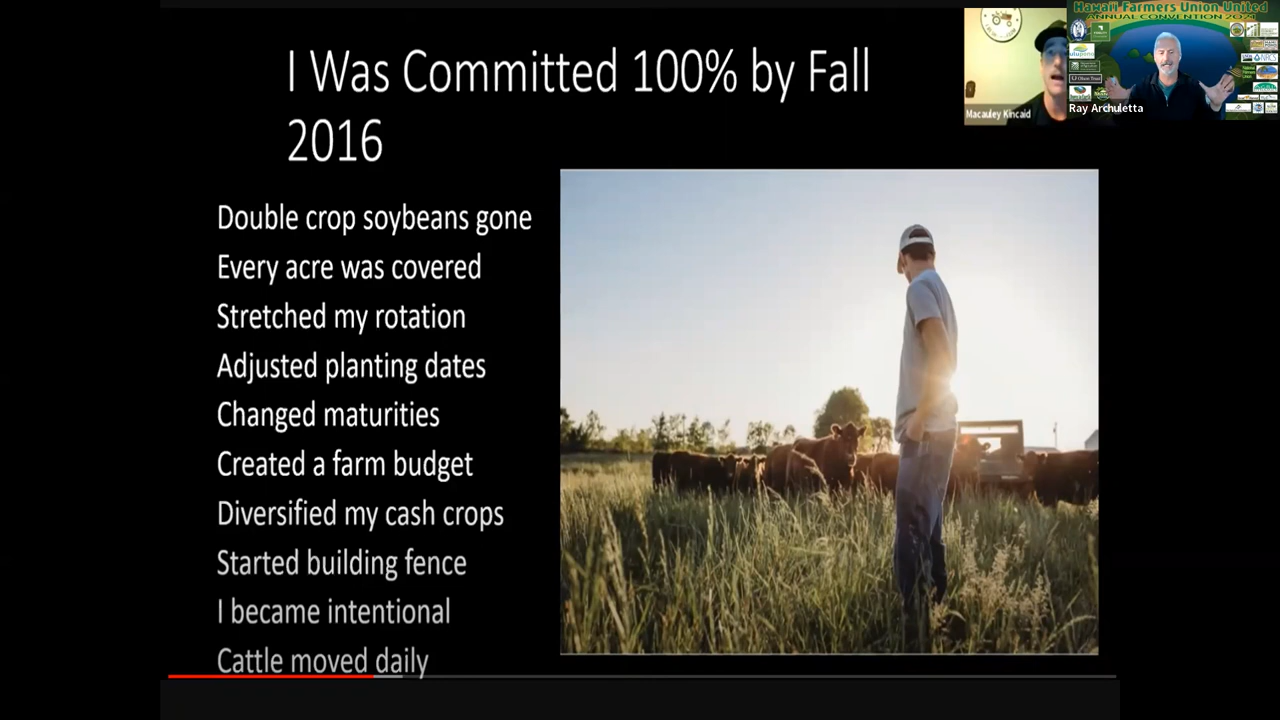 I Was Committed 100% by Fall
2016
Double crop soybeans gone
Every acre was covered
Stretched my rotation
Adjusted planting dates
Changed maturities
Created a farm budget
Diversified my cash crops
Started building fence
I became intentional
Cattle moved daily
Macauley Kincaid
Hawaii Farmers Union United
ANNUAL CONVENTION 2021
Ray Archuletta